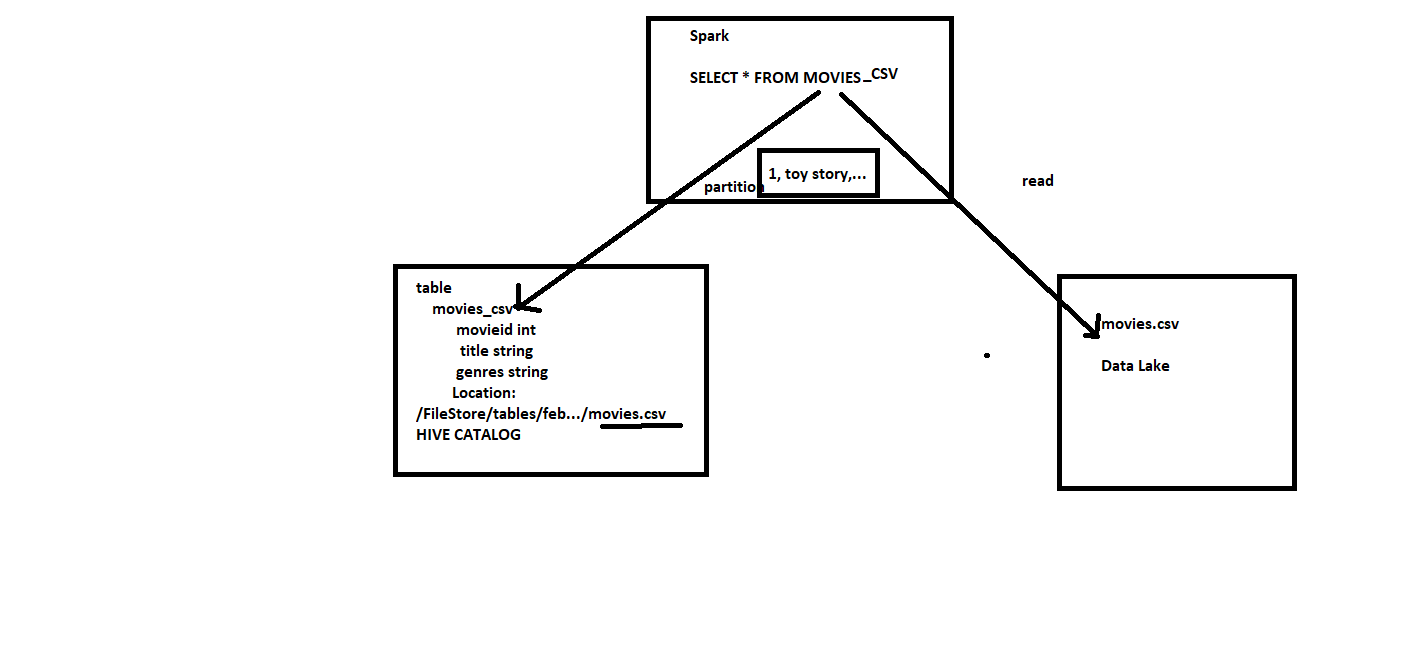 Spark
SELECT * FROM MOVIES_CSV
1, toy story,...
partition
read
table
movies_csv
movieid int
title string
genres string
Location:
/FileStore/tables/feb.../movies.csv
HIVE CATALOG
movies.csv
Data Lake